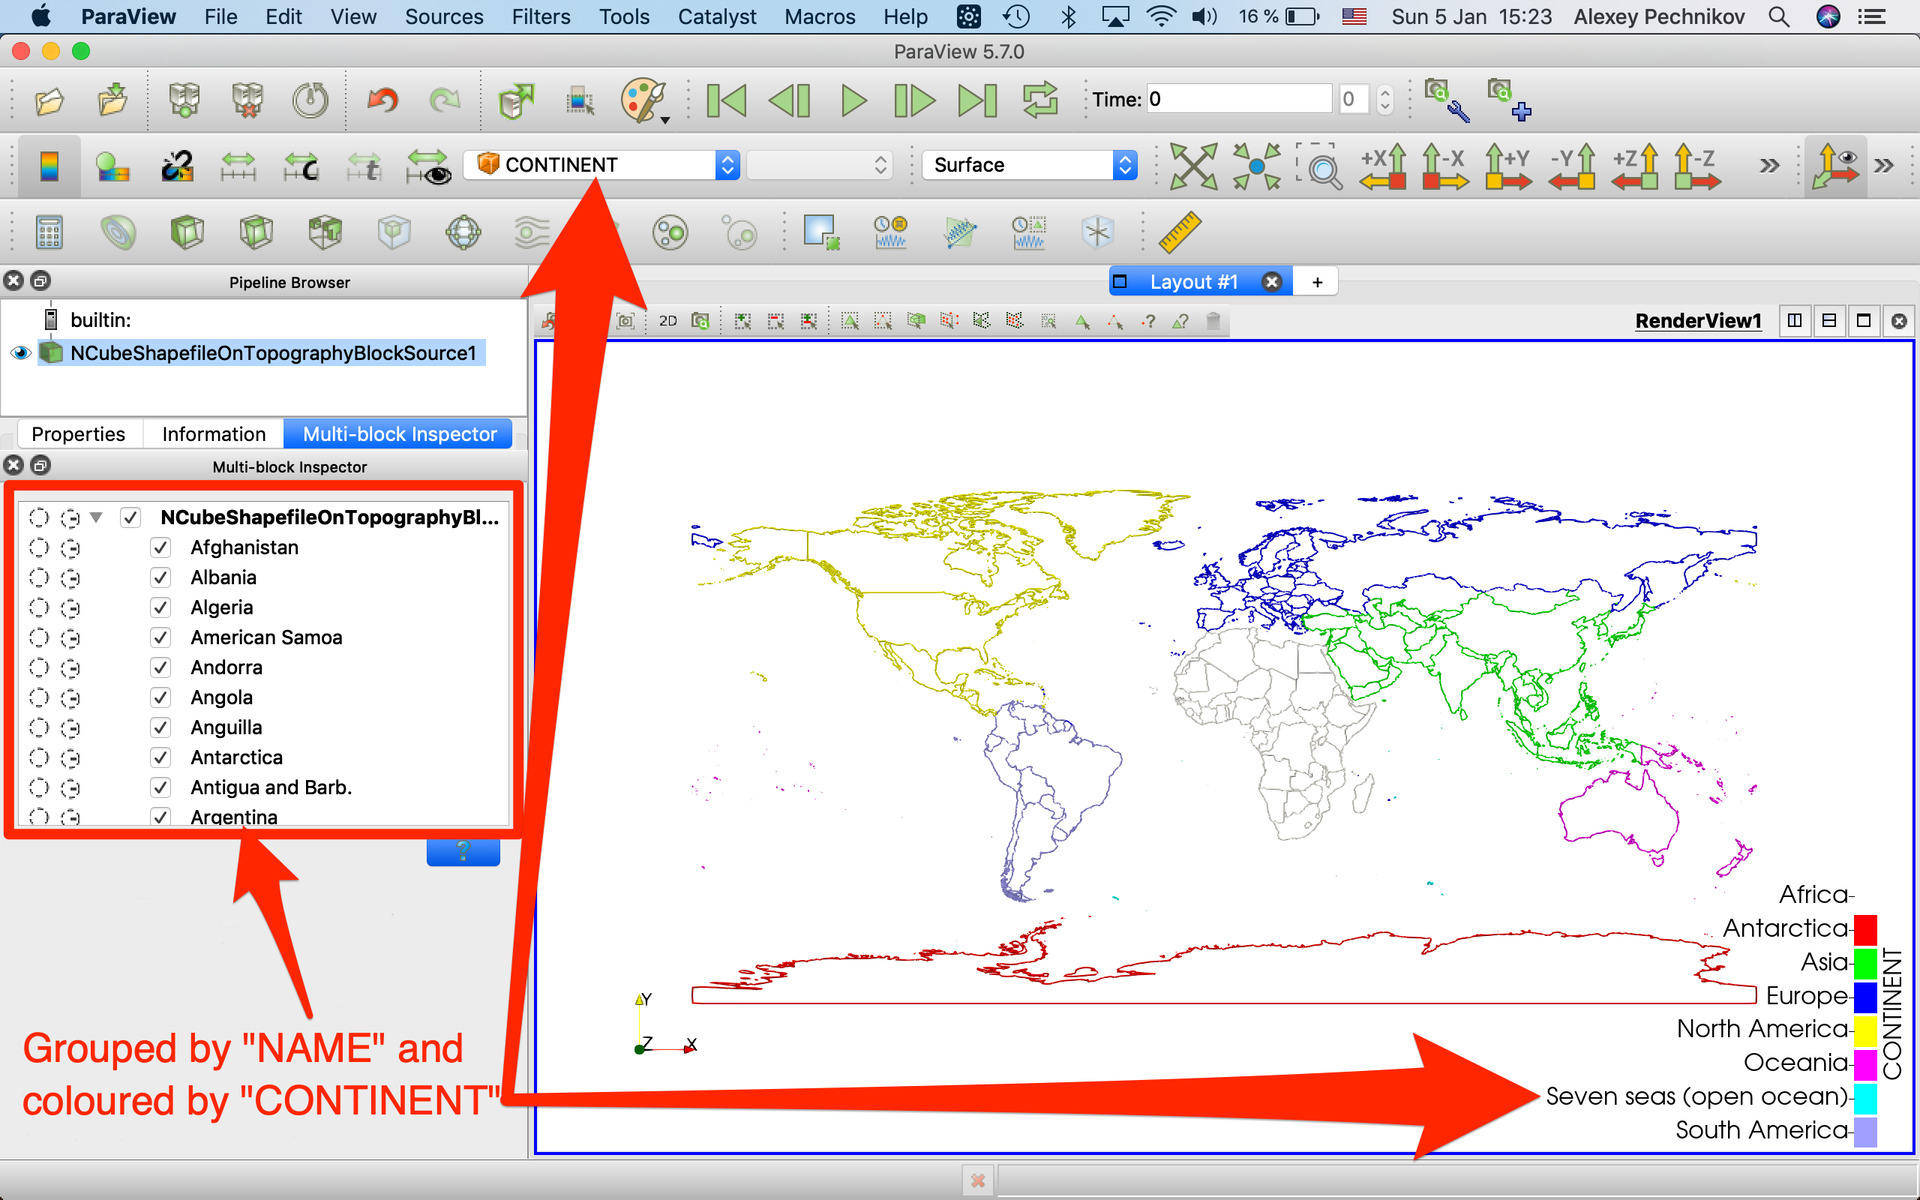 ParaView File Edit View Sources Filters Tools Catalyst Macros Help 16 % Sun 5 Jan 15:23 Alexey Pechnikov
ParaView 5.7.0
Time: 0 0
CONTINENT Surface +X -X +Y -Y +Z -Z
Pipeline Browser
Layout #1 +
builtin:
2D RenderView1
NCubeShapefileOnTopographyBlockSource1
Properties Information Multi-block Inspector
Multi-block Inspector
NCubeShapefileOnTopographyBl...
Afghanistan
Albania
Algeria
American Samoa
Andorra
Angola
Anguilla
Antarctica
Antigua and Barb.
Argentina
?
Grouped by "NAME" and
coloured by "CONTINENT"
Y
Z X
Africa
Antarctica
Asia
Europe
North America
Oceania
Seven seas (open ocean)
South America
CONTINENT